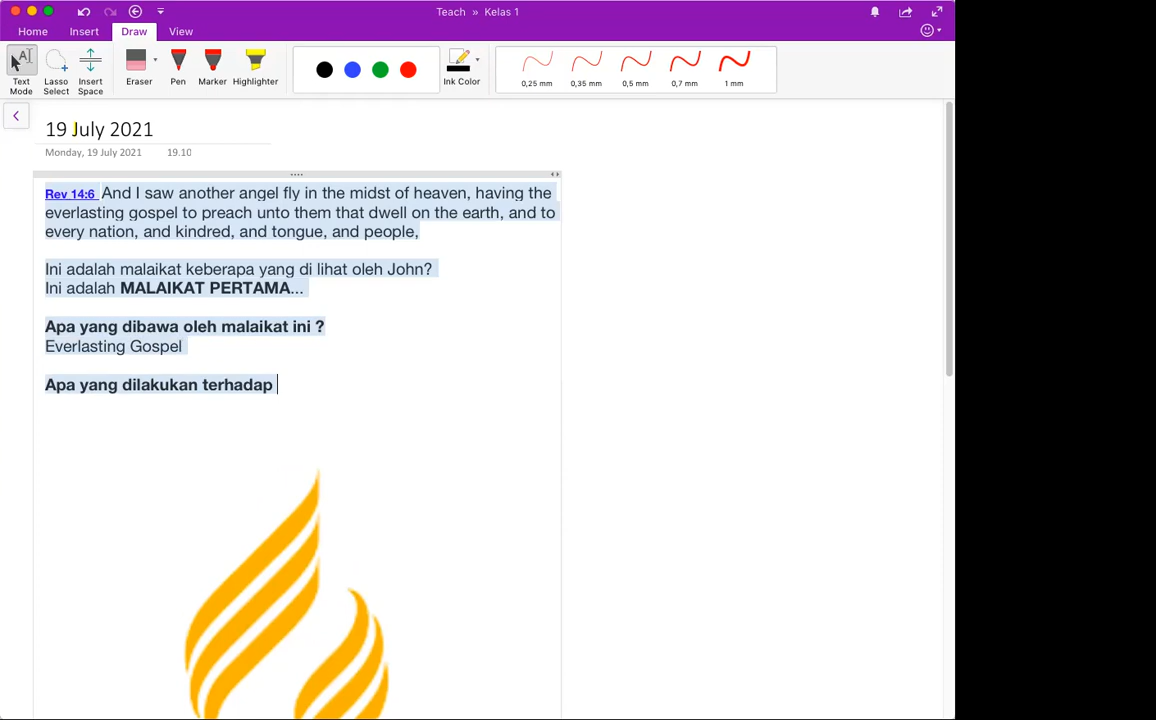 Teach » Kelas 1
Home Insert Draw View
Text Mode
Lasso Select
Insert Space
Eraser
Pen
Marker
Highlighter
Ink Color
0,25 mm
0,35 mm
0,5 mm
0,7 mm
1 mm
19 July 2021
Monday, 19 July 2021 19.10
Rev 14:6 And I saw another angel fly in the midst of heaven, having the
everlasting gospel to preach unto them that dwell on the earth, and to
every nation, and kindred, and tongue, and people,
Ini adalah malaikat keberapa yang di lihat oleh John?
Ini adalah MALAIKAT PERTAMA...
Apa yang dibawa oleh malaikat ini ?
Everlasting Gospel
Apa yang dilakukan terhadap